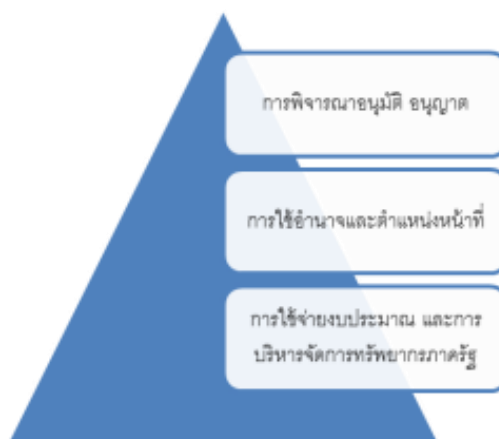 การพิจารณาอนุมัติ อนุญาต
การใช้อำนาจและตำแหน่งหน้าที่
การใช้จ่ายงบประมาณ และการ
บริหารจัดการทรัพยากรภาครัฐ